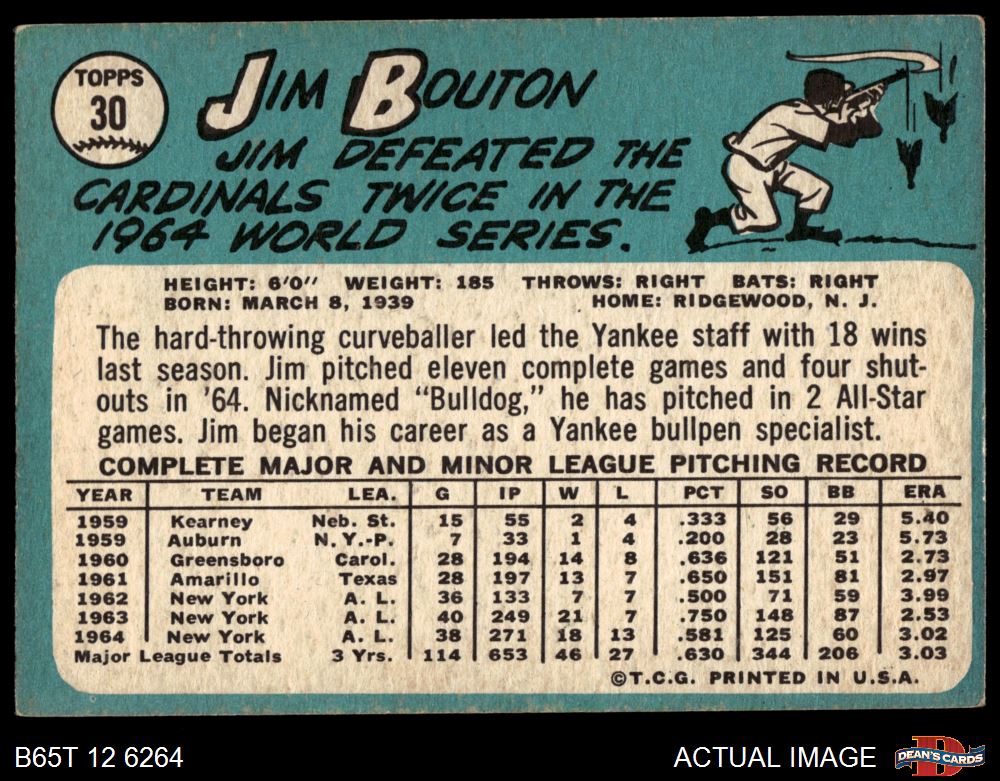 TOPPS
30
JIM BOUTON
JIM DEFEATED THE
CARDINALS TWICE IN THE
1964 WORLD SERIES.
HEIGHT: 6'0" WEIGHT: 185 THROWS: RIGHT BATS: RIGHT
BORN: MARCH 8, 1939 HOME: RIDGEWOOD, N. J.
The hard-throwing curveballer led the Yankee staff with 18 wins
last season. Jim pitched eleven complete games and four shut-
outs in '64. Nicknamed "Bulldog," he has pitched in 2 All-Star
games. Jim began his career as a Yankee bullpen specialist.
COMPLETE MAJOR AND MINOR LEAGUE PITCHING RECORD
YEAR TEAM LEA. G IP W L PCT SO BB ERA
1959 Kearney Neb. St. 15 55 2 4 .333 56 29 5.40
1959 Auburn N.Y.-P. 7 33 1 4 .200 28 23 5.73
1960 Greensboro Carol. 28 194 14 8 .636 121 51 2.73
1961 Amarillo Texas 28 197 13 7 .650 151 81 2.97
1962 New York A. L. 36 133 7 7 .500 71 59 3.99
1963 New York A. L. 40 249 21 7 .750 148 87 2.53
1964 New York A. L. 38 271 18 13 .581 125 60 3.02
Major League Totals 3 Yrs. 114 653 46 27 .630 344 206 3.03
©T.C.G. PRINTED IN U.S.A.
B65T 12 6264 ACTUAL IMAGE
D
DEAN'S CARDS